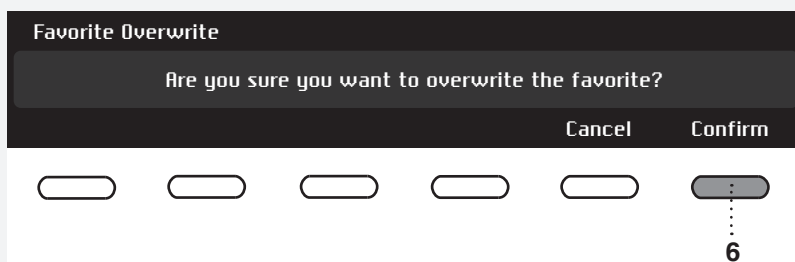 Favorite Overwrite
Are you sure you want to overwrite the favorite?
Cancel Confirm
6